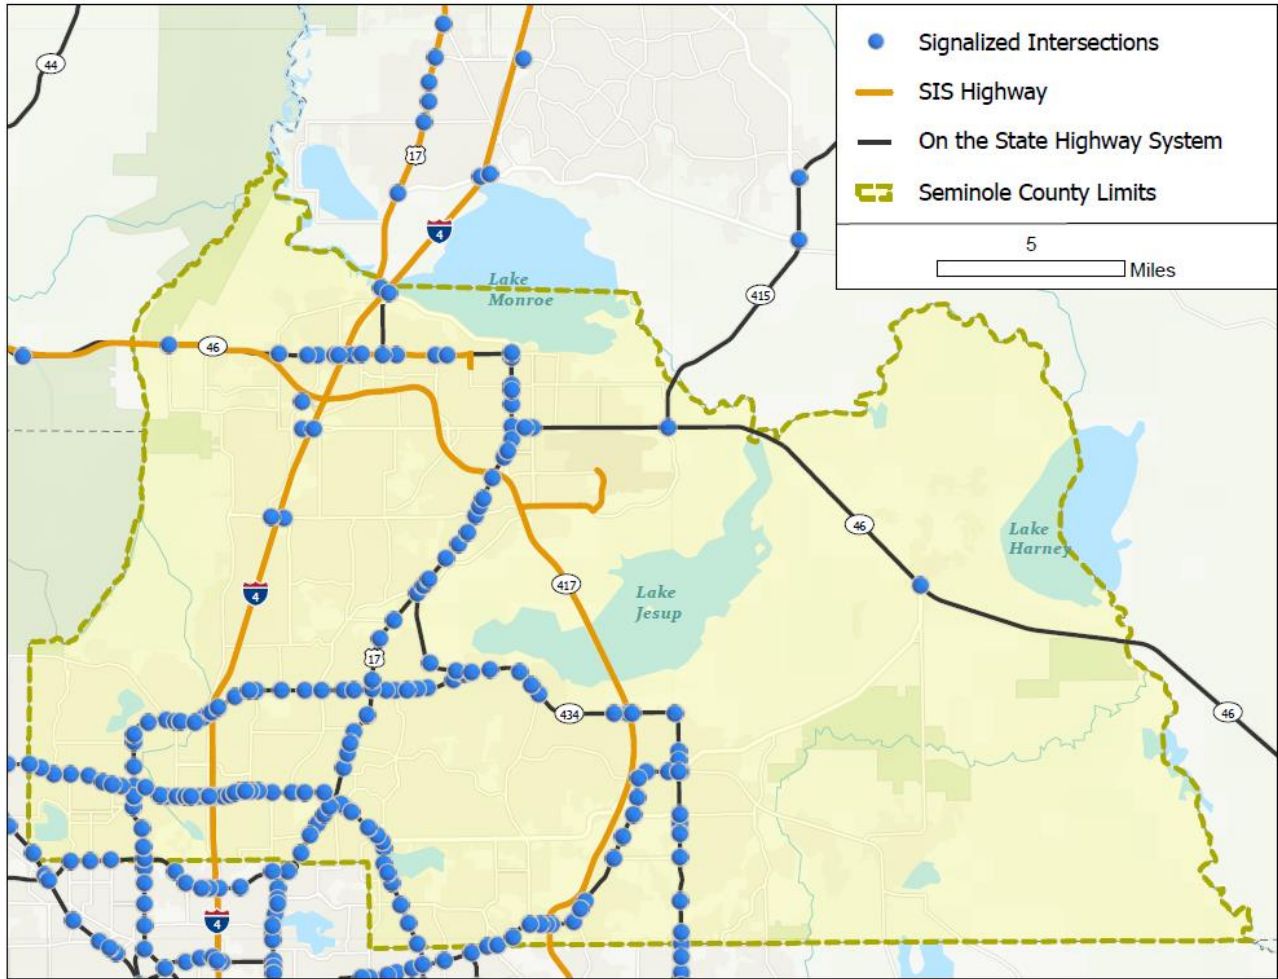 Signalized Intersections
SIS Highway
On the State Highway System
Seminole County Limits
5
Miles
44
17
4
Lake
Monroe
415
46
46
Lake
Harney
4
417
Lake
Jesup
17
434
46
4